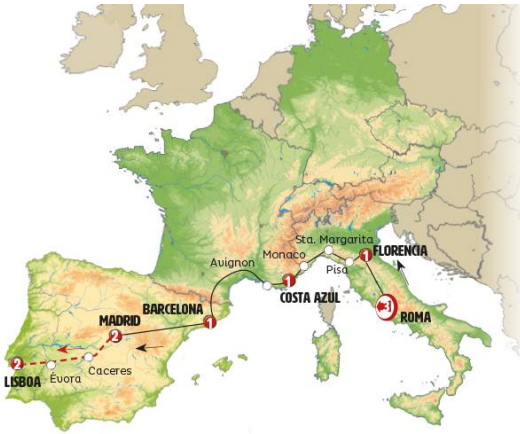 Sta. Margarita
Monaco
FLORENCIA
1
Avignon
Pisa
1
COSTA AZUL
BARCELONA
3
ROMA
MADRID
1
2
2
LISBOA
Évora
Caceres